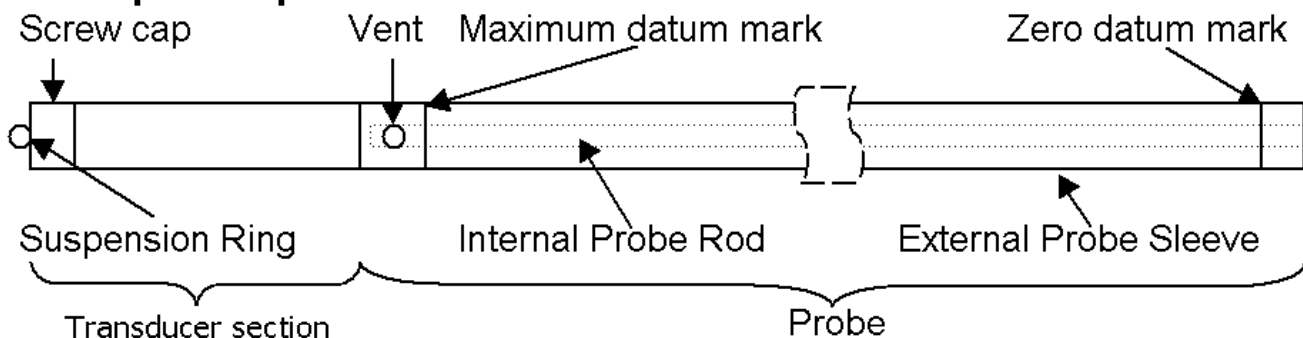 Screw cap Vent Maximum datum mark Zero datum mark
Suspension Ring Internal Probe Rod External Probe Sleeve
Transducer section Probe